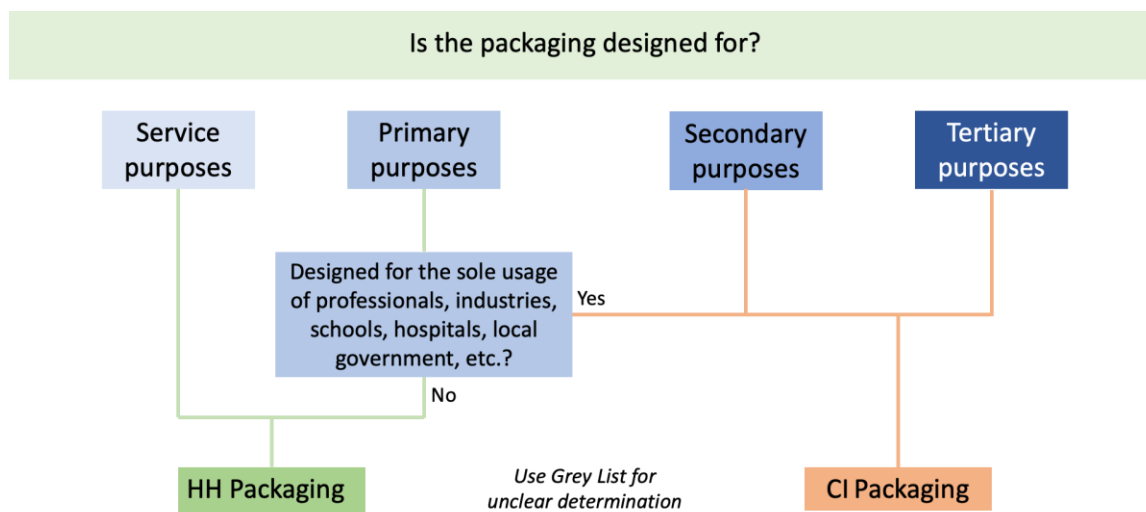 Is the packaging designed for?
Service
purposes
Primary
purposes
Secondary
purposes
Tertiary
purposes
Designed for the sole usage
of professionals, industries,
schools, hospitals, local
government, etc.?
Yes
No
HH Packaging
Use Grey List for
unclear determination
CI Packaging